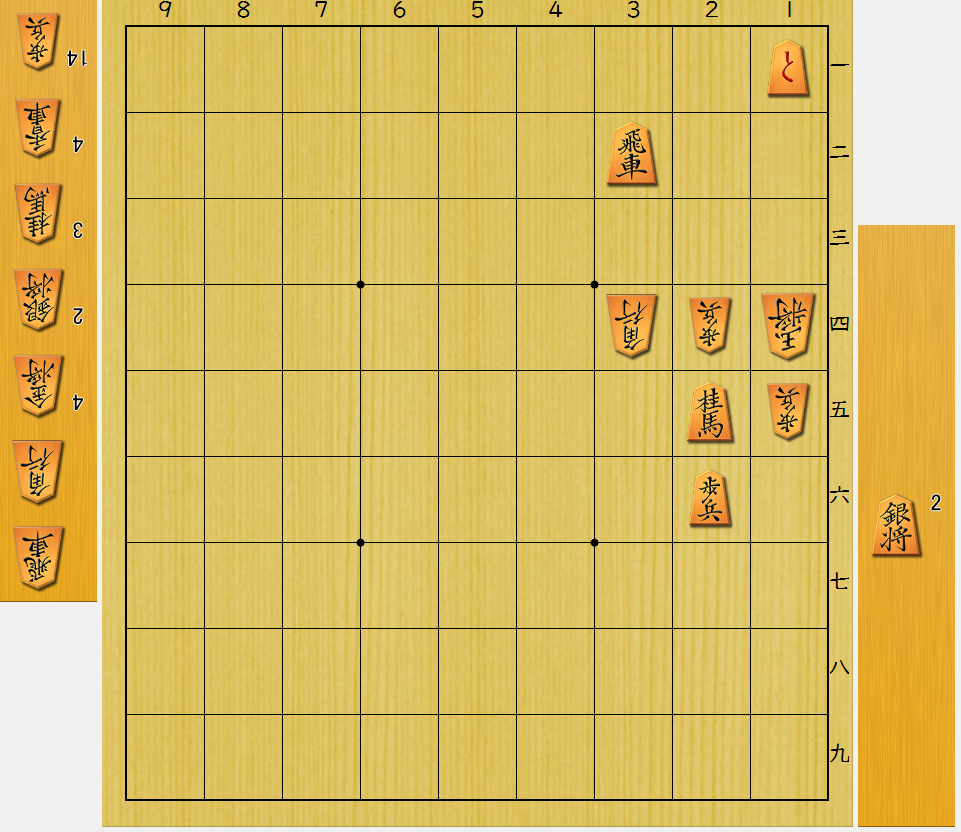 9 8 7 6 5 4 3 2 1
一
二
三
四
五
六
七
八
九
と
飛車
角行
歩兵
玉将
桂馬
歩兵
歩兵
歩兵 14
香車 4
桂馬 3
銀将 2
金将 4
角行
飛車
銀将 2